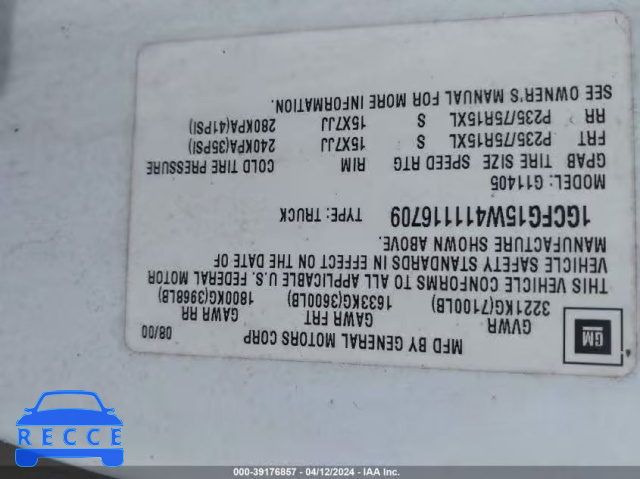 MFD BY GENERAL MOTORS CORP
08/00
GM
GVWR GAWR FRT GAWR RR
3221KG(7100LB) 1633KG(3600LB) 1800KG(3968LB)
THIS VEHICLE CONFORMS TO ALL APPLICABLE U.S. FEDERAL MOTOR
VEHICLE SAFETY STANDARDS IN EFFECT ON THE DATE OF
MANUFACTURE SHOWN ABOVE.
1GCFG15W411116709 TYPE: TRUCK
MODEL: G11405
GPAB TIRE SIZE SPEED RTG RIM COLD TIRE PRESSURE
FRT P235/75R15XL S 15X7JJ 240KPA(35PSI)
RR P235/75R15XL S 15X7JJ 280KPA(41PSI)
SEE OWNER'S MANUAL FOR MORE INFORMATION.
RECCE
000-39176857 - 04/12/2024 - IAA Inc.